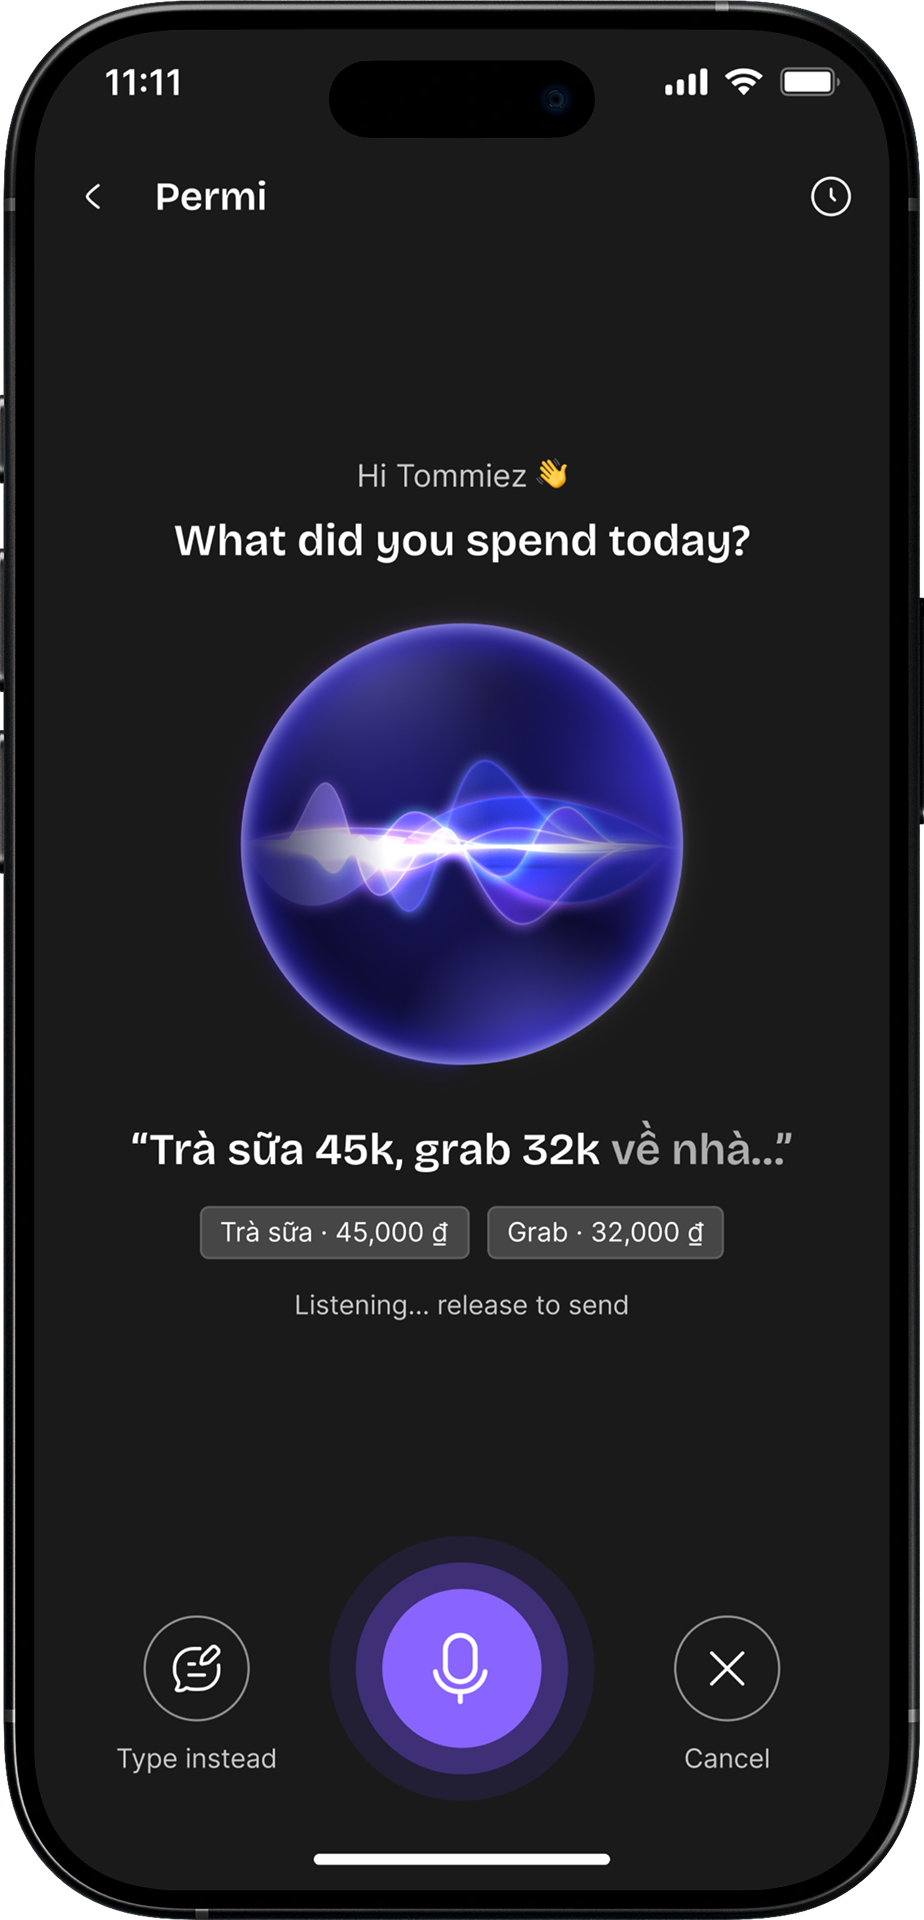 11:11
Permi
Hi Tommiez 👋
What did you spend today?
“Trà sữa 45k, grab 32k về nhà...”
Trà sữa · 45,000 ₫
Grab · 32,000 ₫
Listening... release to send
Type instead
Cancel